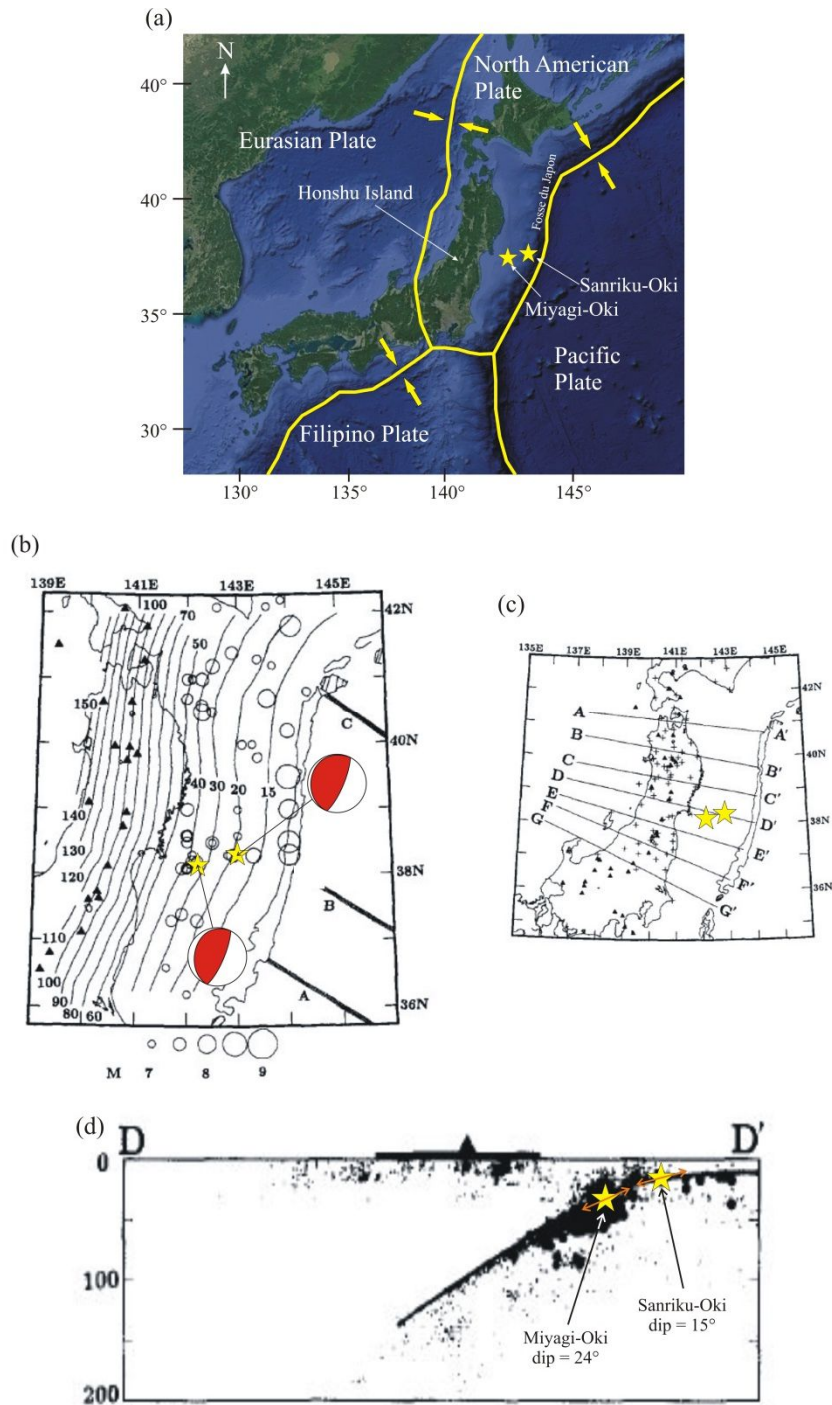 (a)
N
40°
40°
35°
30°
130°
135°
140°
145°
North American
Plate
Eurasian Plate
Honshu Island
Fosse du Japon
Sanriku-Oki
Miyagi-Oki
Pacific
Plate
Filipino Plate
(b)
139E
141E
143E
145E
42N
40N
38N
36N
100
70
50
150
40
30
20
15
140
130
120
110
100
90
80
60
C
B
A
M
7
8
9
(c)
135E
137E
139E
141E
143E
145E
42N
40N
38N
36N
A
B
C
D
E
F
G
A'
B'
C'
D'
E'
F'
G'
(d)
D
D'
0
100
200
Miyagi-Oki
dip = 24°
Sanriku-Oki
dip = 15°